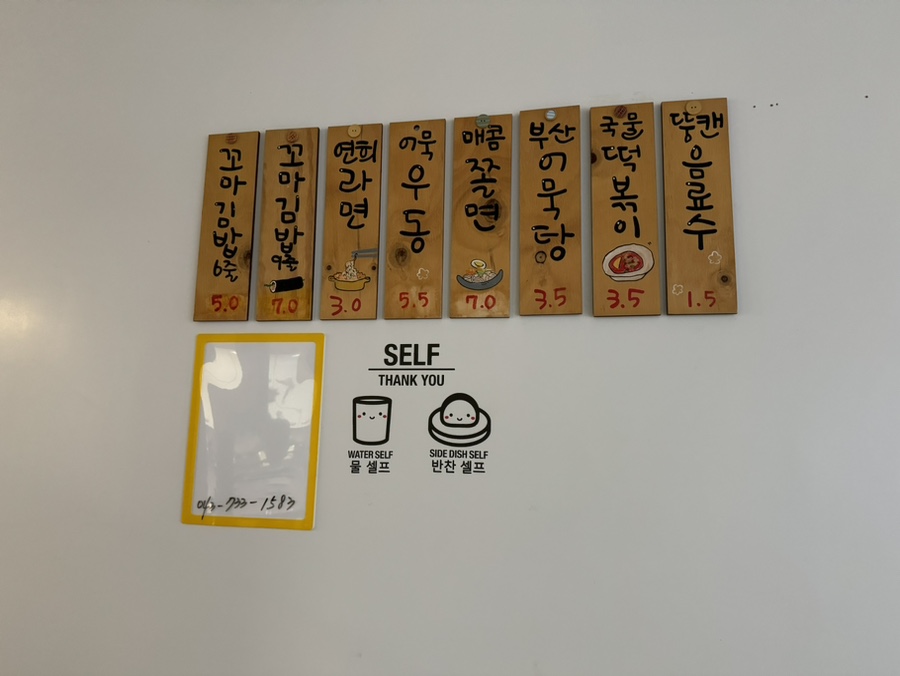 꼬마김밥 6줄
5.0
꼬마김밥 9줄
7.0
연희라면
3.0
어묵우동
5.5
매콤쫄면
7.0
부산어묵탕
3.5
국물떡볶이
3.5
뚱캔음료수
1.5
SELF
THANK YOU
WATER SELF
물 셀프
SIDE DISH SELF
반찬 셀프
043-733-1583